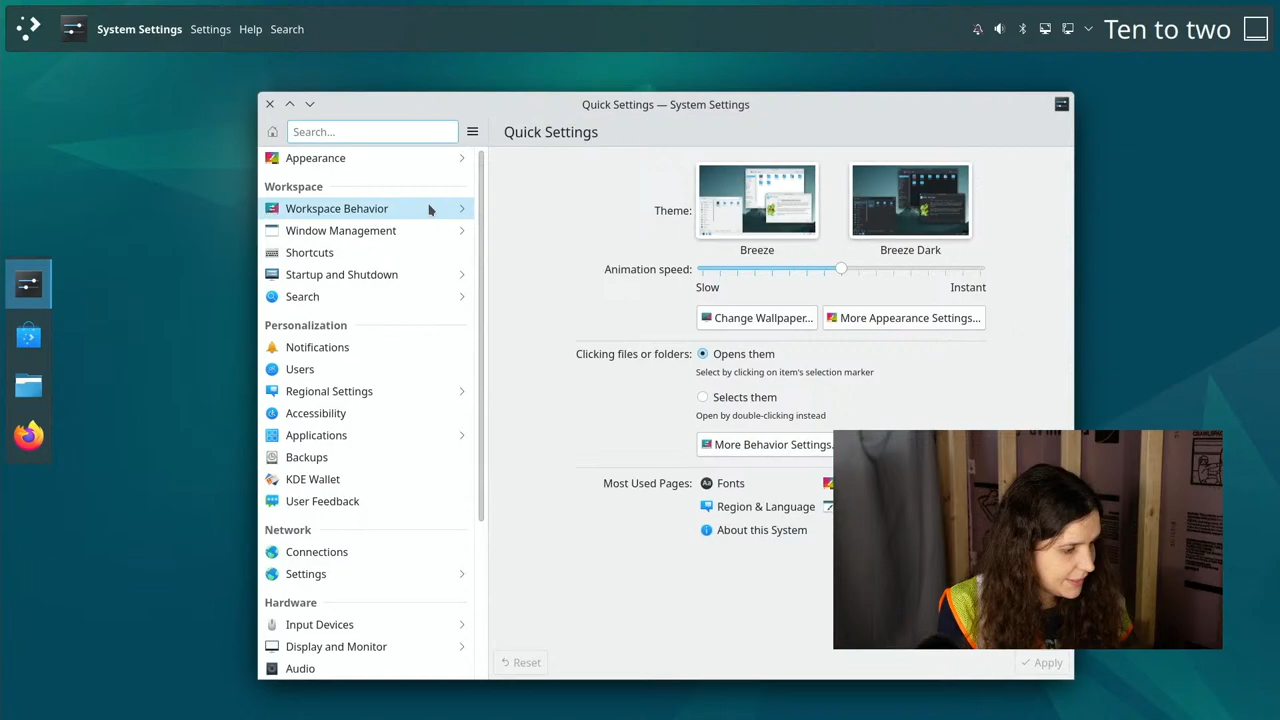 System Settings Settings Help Search
Ten to two
Quick Settings — System Settings
Search...
Quick Settings
Appearance
Workspace
Workspace Behavior
Window Management
Shortcuts
Startup and Shutdown
Search
Personalization
Notifications
Users
Regional Settings
Accessibility
Applications
Backups
KDE Wallet
User Feedback
Network
Connections
Settings
Hardware
Input Devices
Display and Monitor
Audio
Theme:
Breeze Breeze Dark
Animation speed:
Slow Instant
Change Wallpaper... More Appearance Settings...
Clicking files or folders: Opens them
Select by clicking on item's selection marker
Selects them
Open by double-clicking instead
More Behavior Settings.
Most Used Pages: Aa Fonts
Region & Language
About this System
Reset Apply